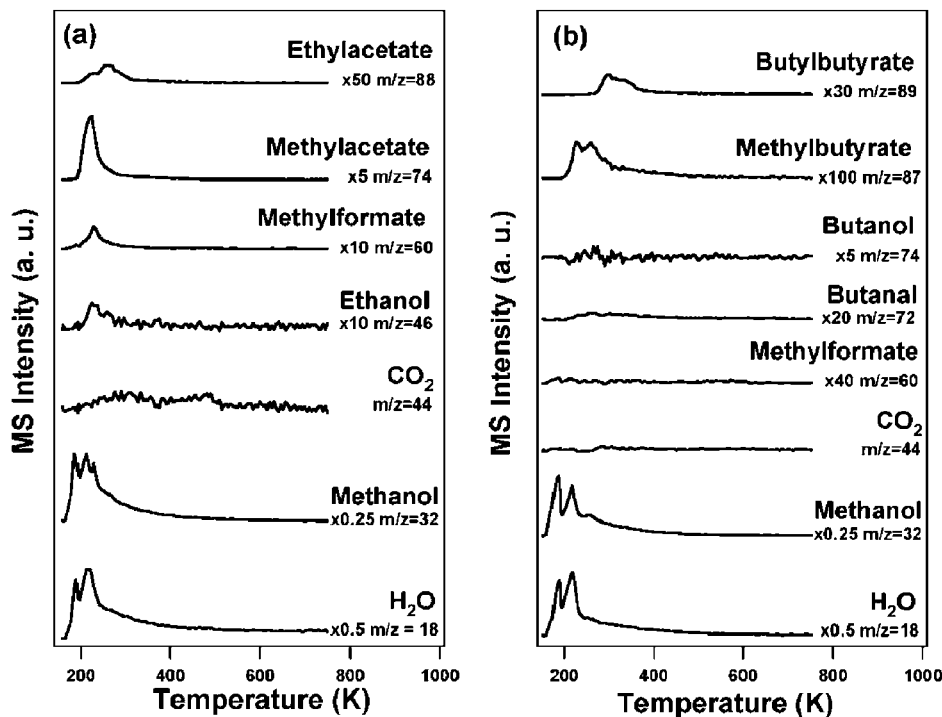 (a)
Ethylacetate
x50 m/z=88
Methylacetate
x5 m/z=74
Methylformate
x10 m/z=60
Ethanol
x10 m/z=46
CO₂
m/z=44
Methanol
x0.25 m/z=32
H₂O
x0.5 m/z = 18
MS Intensity (a. u.)
200 400 600 800 1000
Temperature (K)
(b)
Butylbutyrate
x30 m/z=89
Methylbutyrate
x100 m/z=87
Butanol
x5 m/z=74
Butanal
x20 m/z=72
Methylformate
x40 m/z=60
CO₂
m/z=44
Methanol
x0.25 m/z=32
H₂O
x0.5 m/z=18
MS Intensity (a. u.)
200 400 600 800 1000
Temperature (K)